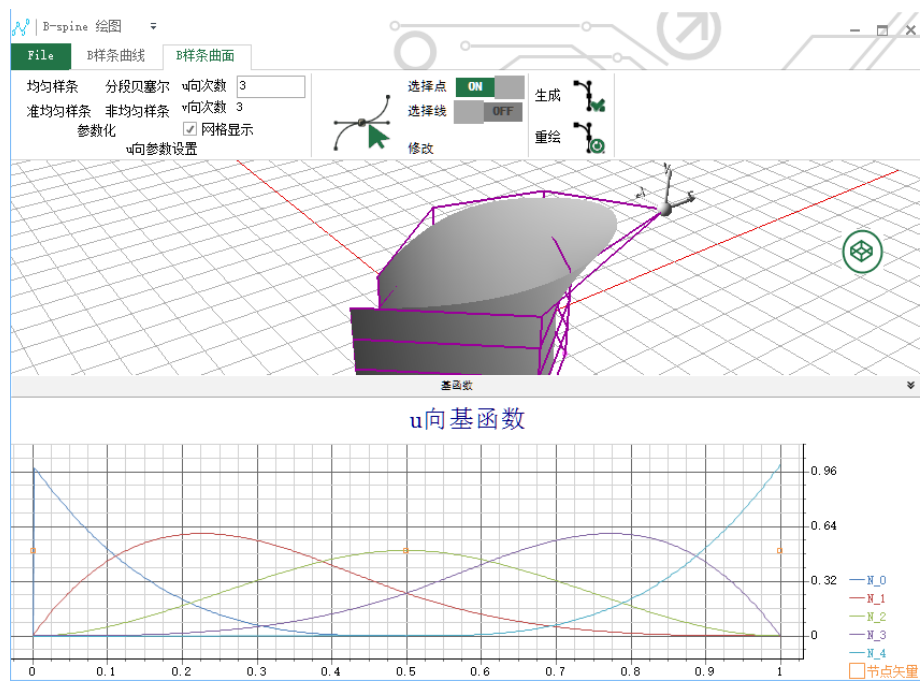 B-spine 绘图
File B样条曲线 B样条曲面
均匀样条 分段贝塞尔 u向次数 3
准均匀样条 非均匀样条 v向次数 3
参数化 网格显示
u向参数设置
选择点 ON
选择线 OFF
修改
生成
重绘
基函数
u向基函数
0.96
0.64
0.32
0
N_0
N_1
N_2
N_3
N_4
节点矢量
0 0.1 0.2 0.3 0.4 0.5 0.6 0.7 0.8 0.9 1